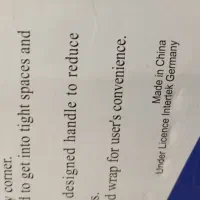 corner.
to get into tight spaces and
designed handle to reduce
wrap for user's convenience.
Made in China
Under Licence Intertek Germany